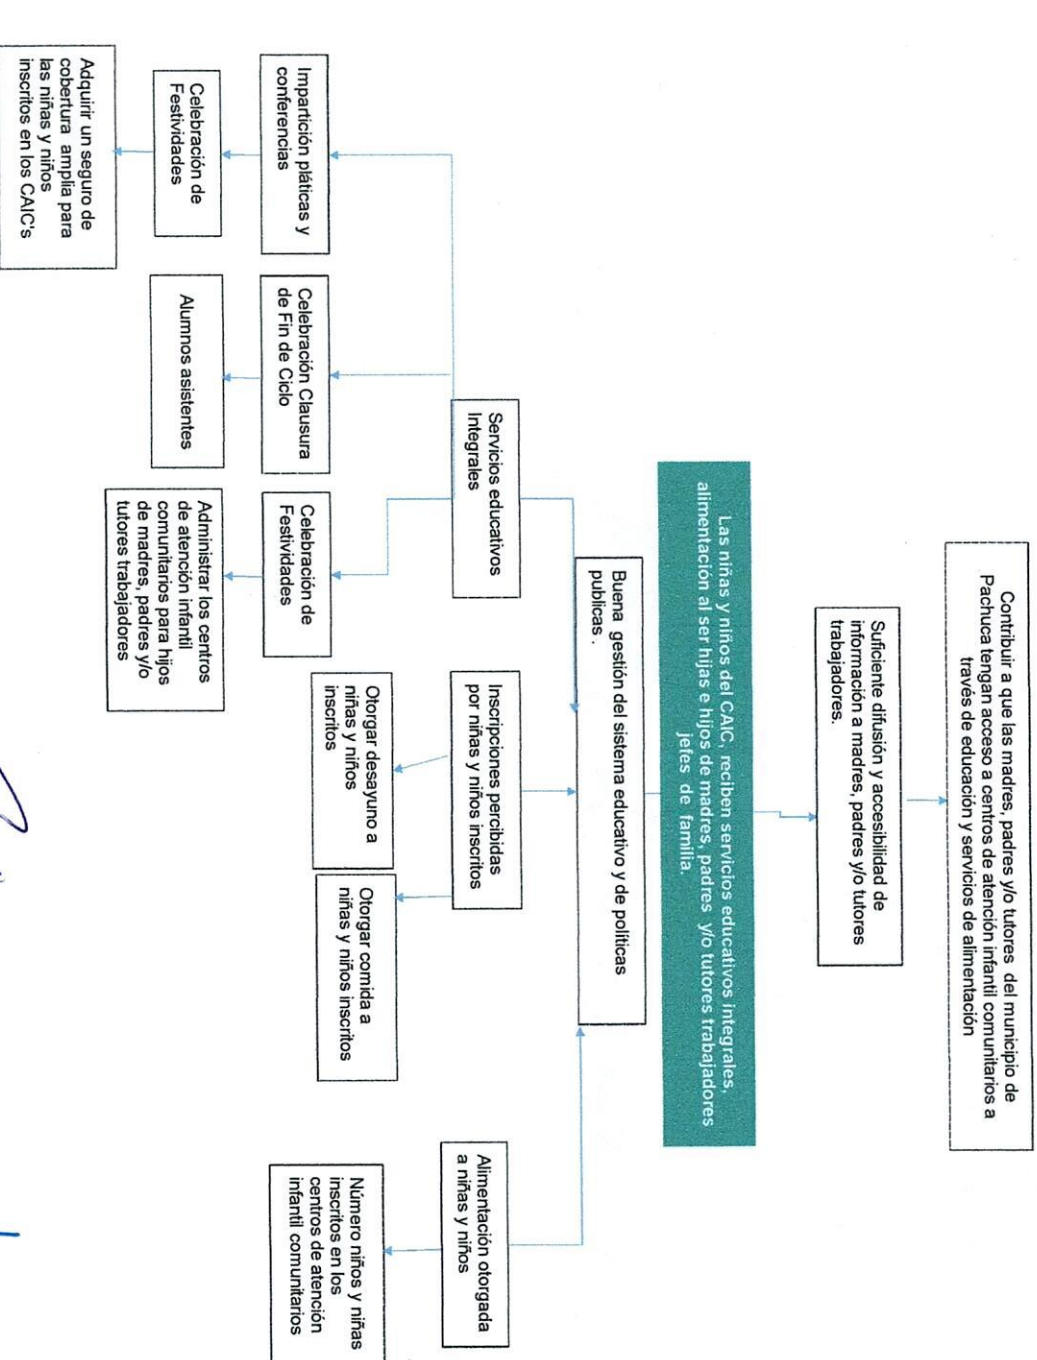 Contribuir a que las madres, padres y/o tutores del municipio de
Pachuca tengan acceso a centros de atención infantil comunitarios a
través de educación y servicios de alimentación
Suficiente difusión y accesibilidad de
información a madres, padres y/o tutores
trabajadores.
Las niñas y niños del CAIC, reciben servicios educativos integrales,
alimentación al ser hijas e hijos de madres, padres y/o tutores trabajadores
jefes de familia.
Buena gestión del sistema educativo y de políticas
publicas .
Servicios educativos
Integrales
Inscripciones percibidas
por niñas y niños inscritos
Alimentación otorgada
a niñas y niños
Impartición pláticas y
conferencias
Celebración Clausura
de Fin de Ciclo
Celebración de
Festividades
Otorgar desayuno a
niñas y niños
inscritos
Otorgar comida a
niñas y niños inscritos
Número niños y niñas
inscritos en los
centros de atención
infantil comunitarios
Celebración de
Festividades
Alumnos asistentes
Administrar los centros
de atención infantil
comunitarios para hijos
de madres, padres y/o
tutores trabajadores
Adquirir un seguro de
cobertura amplia para
las niñas y niños
inscritos en los CAIC's